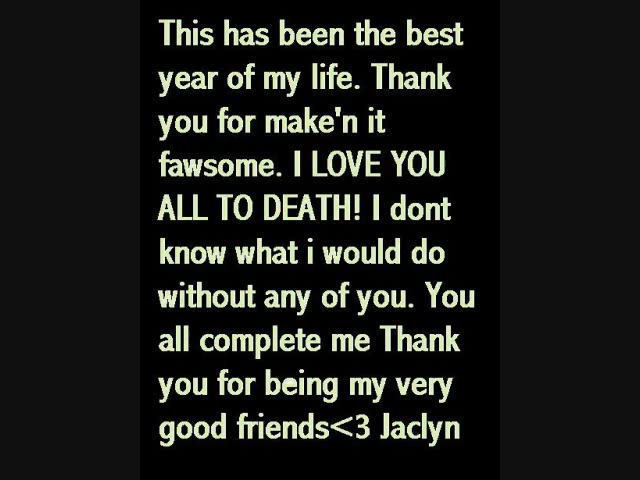 This has been the best
year of my life. Thank
you for make'n it
fawsome. I LOVE YOU
ALL TO DEATH! I dont
know what i would do
without any of you. You
all complete me Thank
you for being my very
good friends<3 Jaclyn